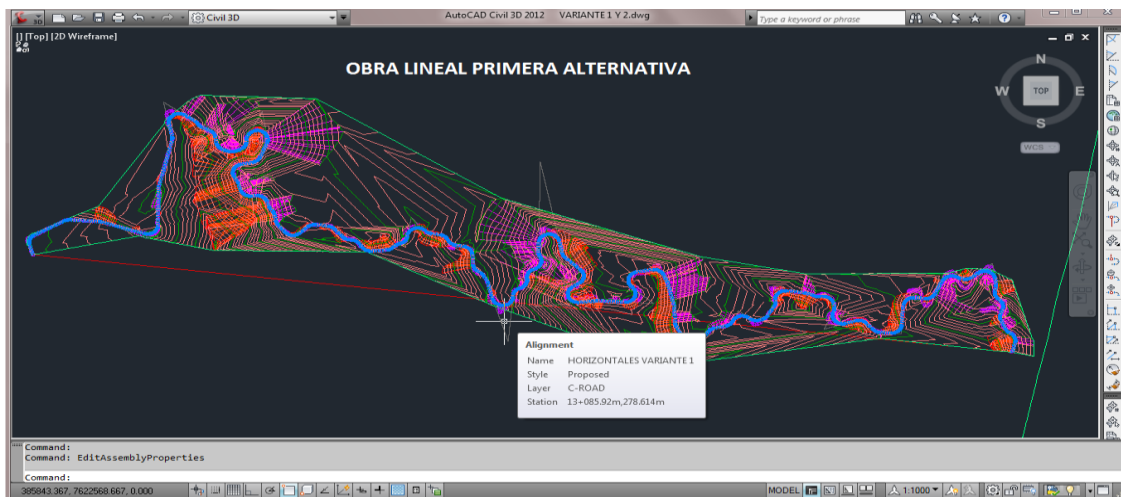 3D
Civil 3D
AutoCAD Civil 3D 2012 VARIANTE 1 Y 2.dwg
Type a keyword or phrase
[] [Top] [2D Wireframe]
OBRA LINEAL PRIMERA ALTERNATIVA
N
W TOP E
S
WCS
Alignment
Name HORIZONTALES VARIANTE 1
Style Proposed
Layer C-ROAD
Station 13+085.92m,278.614m
Command:
Command: EditAssemblyProperties
Command:
385843.367, 7622568.667, 0.000
MODEL
1:1000